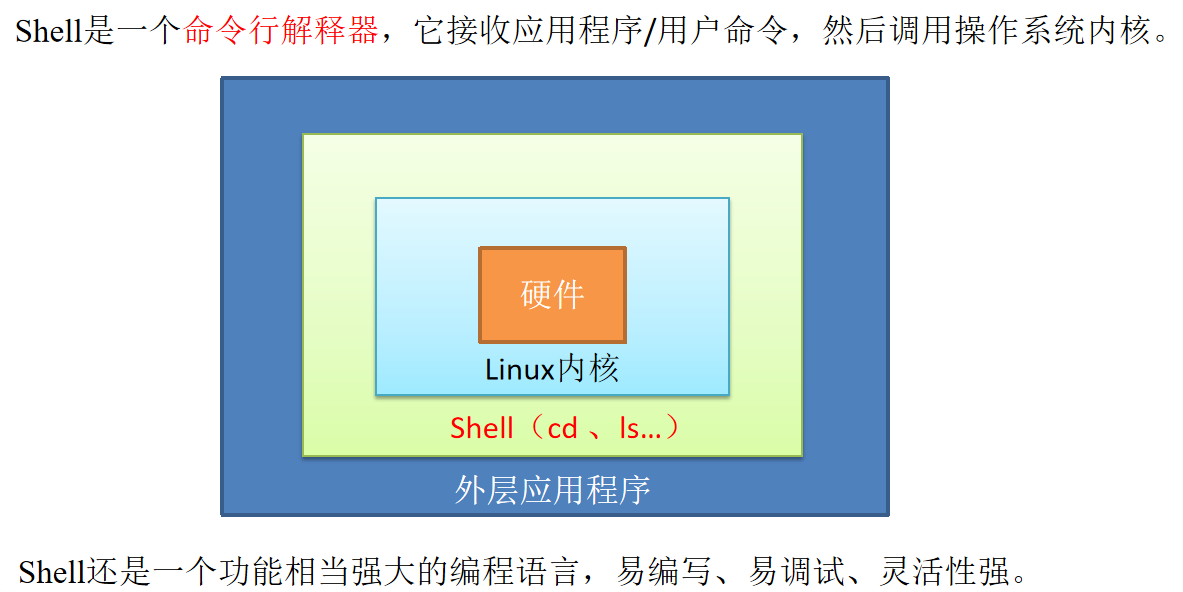 Shell是一个命令行解释器，它接收应用程序/用户命令，然后调用操作系统内核。
硬件
Linux内核
Shell（cd 、ls...）
外层应用程序
Shell还是一个功能相当强大的编程语言，易编写、易调试、灵活性强。